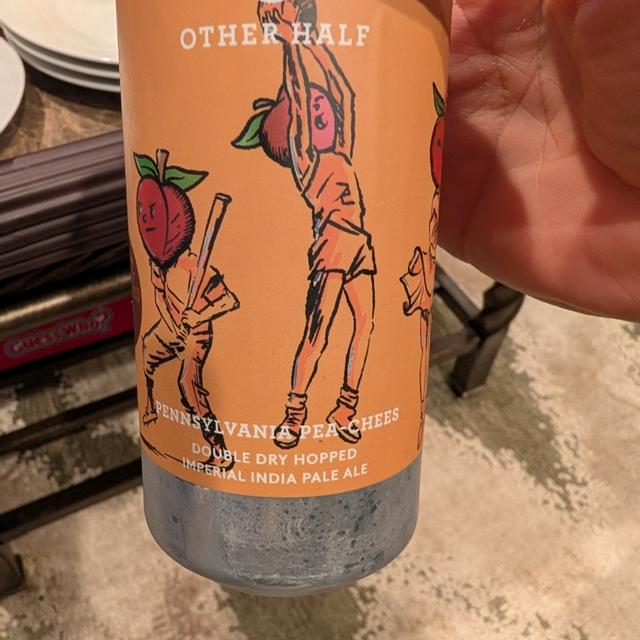 OTHER HALF
GUESS WHO?
PENNSYLVANIA PEA-CHEES
DOUBLE DRY HOPPED
IMPERIAL INDIA PALE ALE